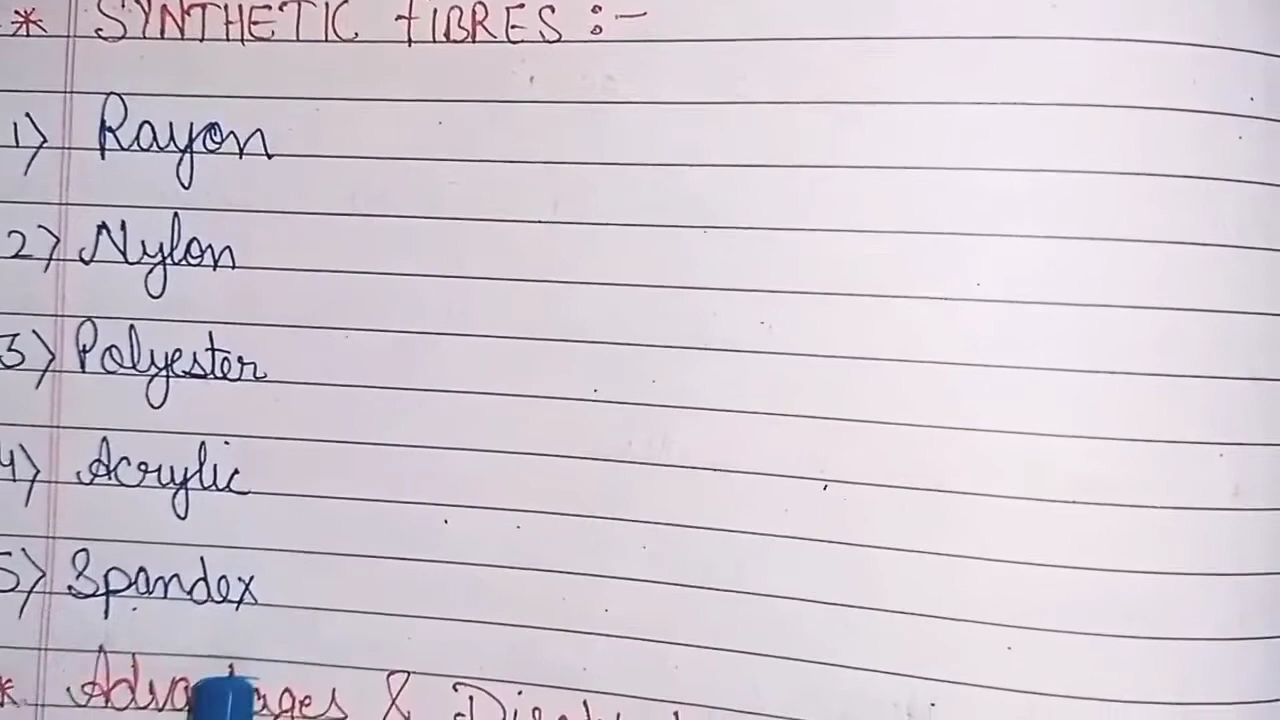 * SYNTHETIC FIBRES :-
1) Rayon
2) Nylon
3) Polyester
4) Acrylic
5) Spandex
* Advantages &